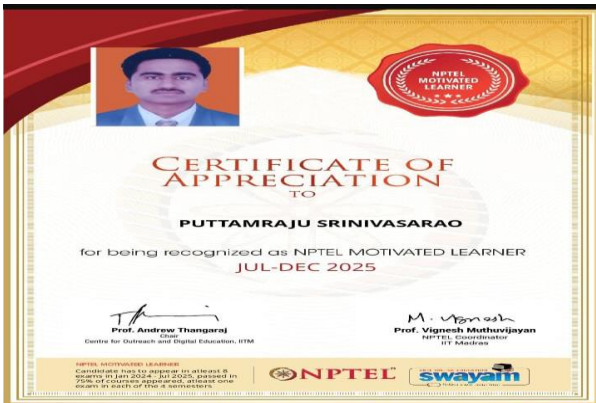 NPTEL
MOTIVATED
LEARNER
CERTIFICATE OF
APPRECIATION
TO
PUTTAMRAJU SRINIVASARAO
for being recognized as NPTEL MOTIVATED LEARNER
JUL-DEC 2025
Prof. Andrew Thangaraj
Chair
Centre for Outreach and Digital Education, IITM
M. Vignesh
Prof. Vignesh Muthuvijayan
NPTEL Coordinator
IIT Madras
NPTEL MOTIVATED LEARNER
Candidate has to appear in atleast 8
exams in Jan 2024 - Jul 2025, passed in
75% of courses appeared, atleast one
exam in each of the 4 semesters
NPTEL
swayam